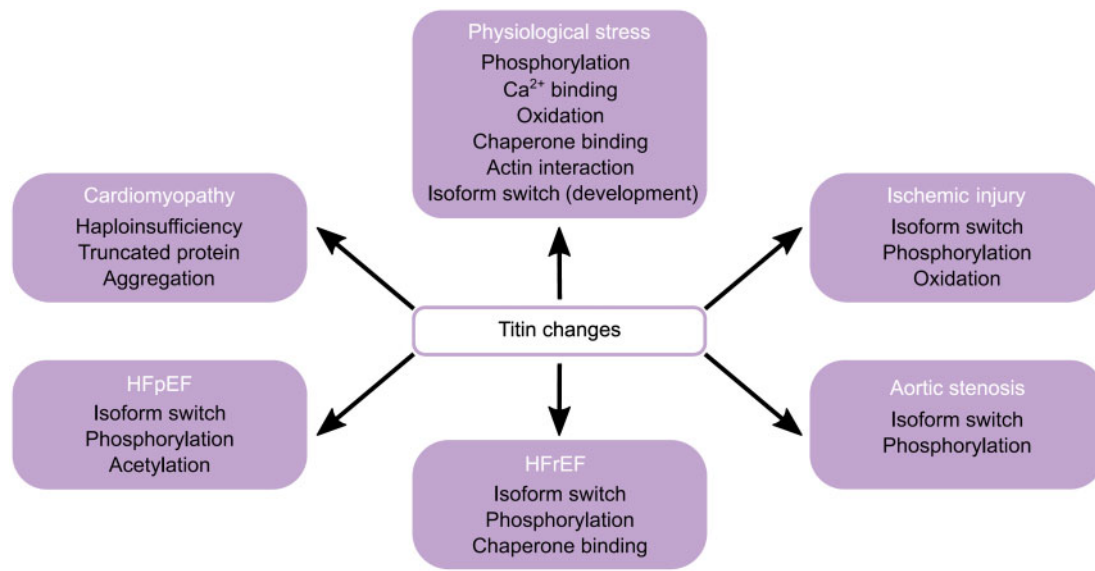 Physiological stress
Phosphorylation
Ca²⁺ binding
Oxidation
Chaperone binding
Actin interaction
Isoform switch (development)
Cardiomyopathy
Haploinsufficiency
Truncated protein
Aggregation
Ischemic injury
Isoform switch
Phosphorylation
Oxidation
Titin changes
HFpEF
Isoform switch
Phosphorylation
Acetylation
HFrEF
Isoform switch
Phosphorylation
Chaperone binding
Aortic stenosis
Isoform switch
Phosphorylation